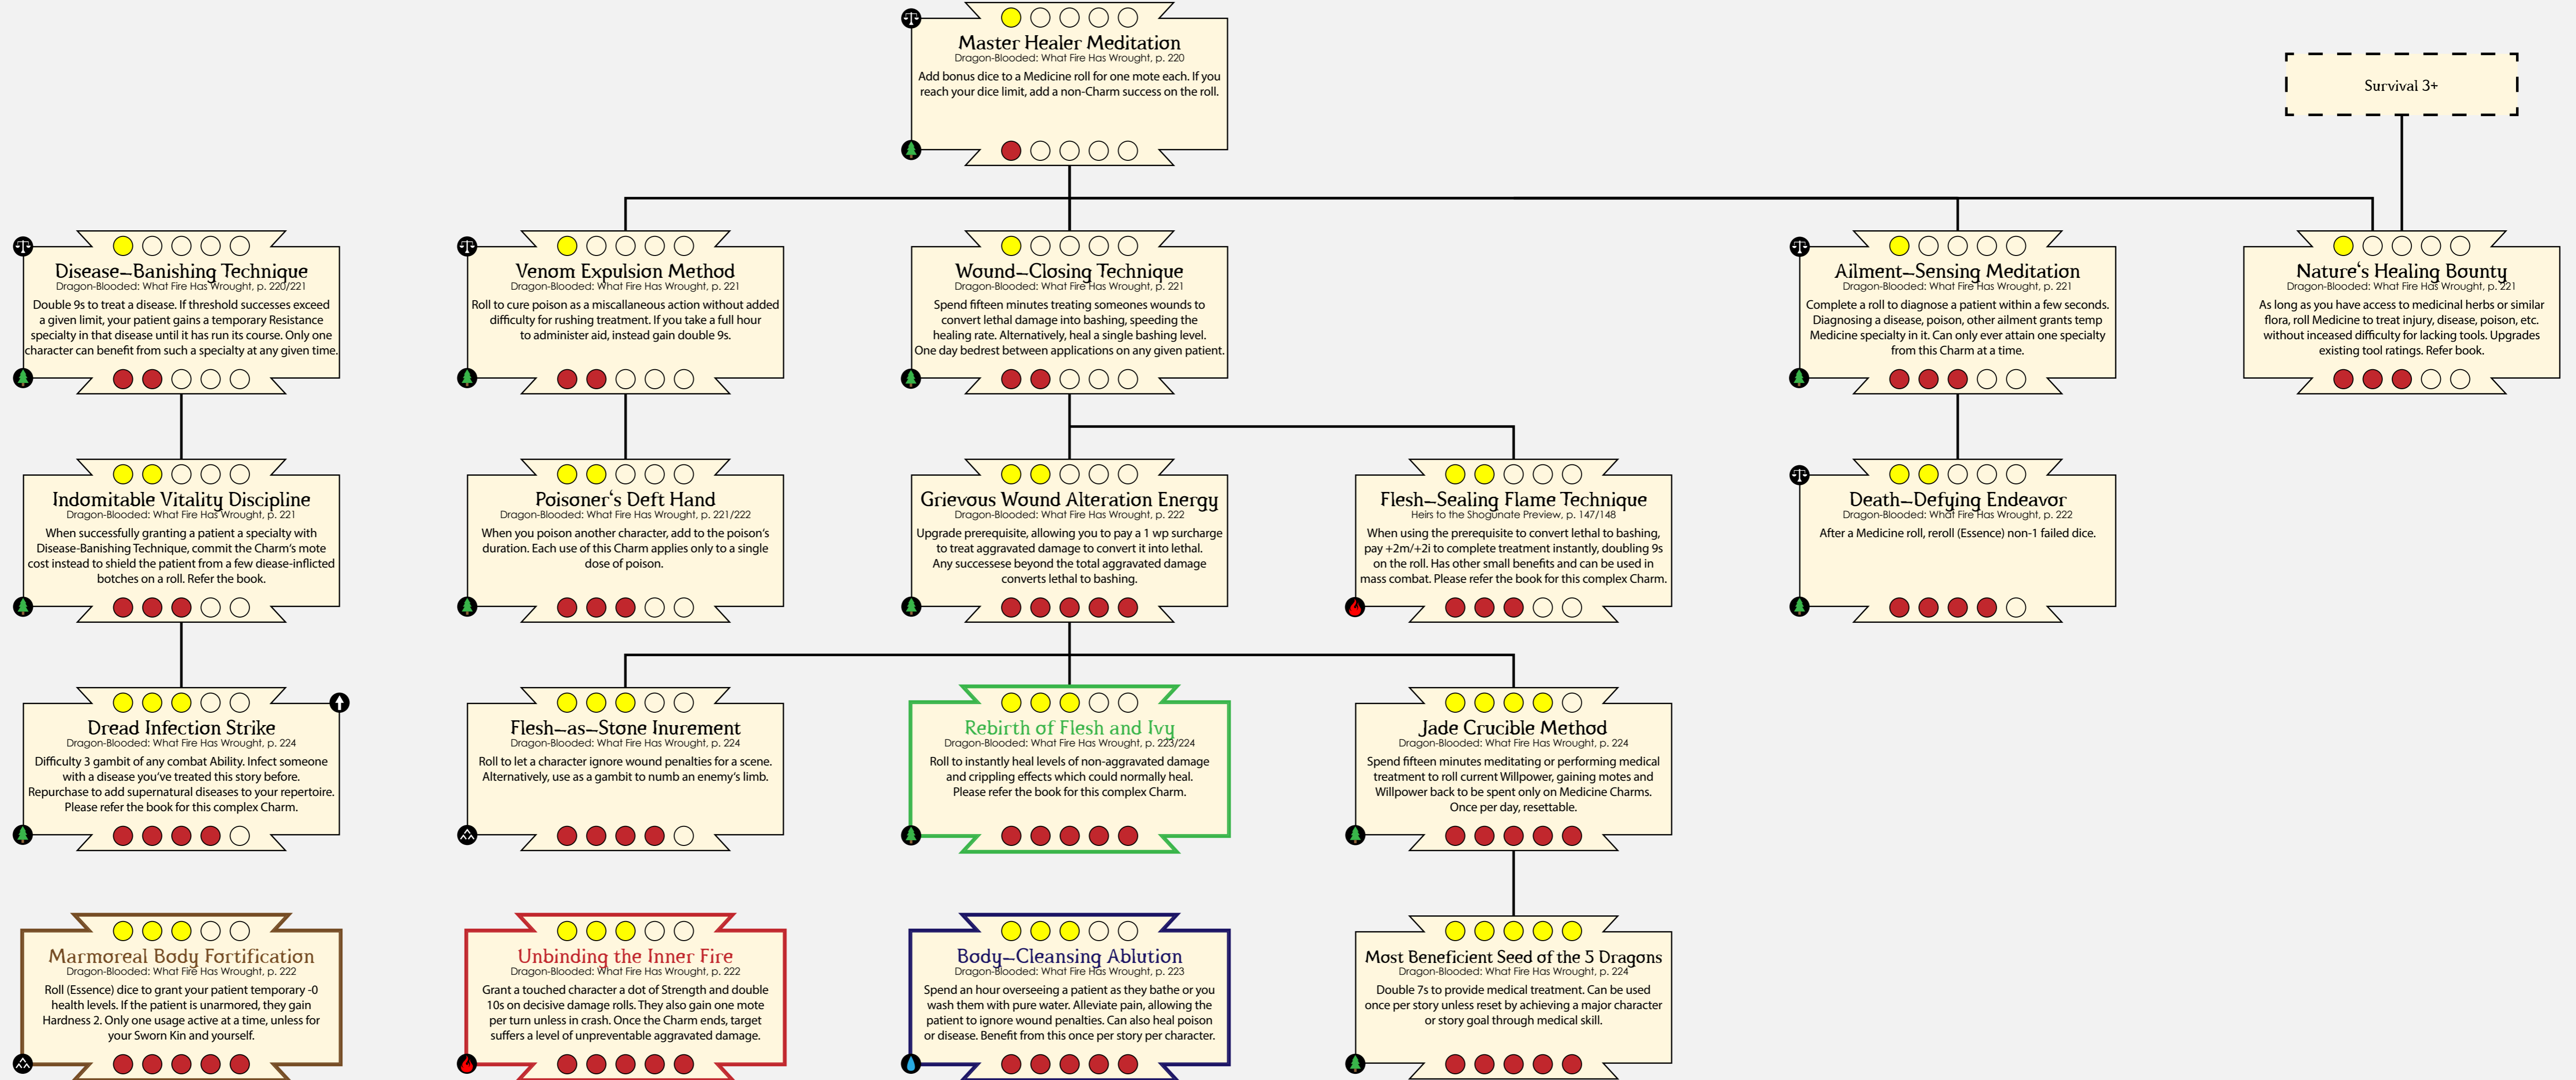 Master Healer Meditation
Dragon-Blooded: What Fire Has Wrought, p. 220
Add bonus dice to a Medicine roll for one mote each. If you
reach your dice limit, add a non-Charm success on the roll.
Survival 3+
Disease–Banishing Technique
Dragon-Blooded: What Fire Has Wrought, p. 220/221
Double 9s to treat a disease. If threshold successes exceed
a given limit, your patient gains a temporary Resistance
specialty in that disease until it has run its course. Only one
character can benefit from such a specialty at any given time.
Venom Expulsion Method
Dragon-Blooded: What Fire Has Wrought, p. 221
Roll to cure poison as a miscallaneous action without added
difficulty for rushing treatment. If you take a full hour
to administer aid, instead gain double 9s.
Wound–Closing Technique
Dragon-Blooded: What Fire Has Wrought, p. 221
Spend fifteen minutes treating someones wounds to
convert lethal damage into bashing, speeding the
healing rate. Alternatively, heal a single bashing level.
One day bedrest between applications on any given patient.
Ailment–Sensing Meditation
Dragon-Blooded: What Fire Has Wrought, p. 221
Complete a roll to diagnose a patient within a few seconds.
Diagnosing a disease, poison, other ailment grants temp
Medicine specialty in it. Can only ever attain one specialty
from this Charm at a time.
Nature‘s Healing Bounty
Dragon-Blooded: What Fire Has Wrought, p. 221
As long as you have access to medicinal herbs or similar
flora, roll Medicine to treat injury, disease, poison, etc.
without inceased difficulty for lacking tools. Upgrades
existing tool ratings. Refer book.
Indomitable Vitality Discipline
Dragon-Blooded: What Fire Has Wrought, p. 221
When successfully granting a patient a specialty with
Disease-Banishing Technique, commit the Charm's mote
cost instead to shield the patient from a few diease-inflicted
botches on a roll. Refer the book.
Poisoner‘s Deft Hand
Dragon-Blooded: What Fire Has Wrought, p. 221/222
When you poison another character, add to the poison's
duration. Each use of this Charm applies only to a single
dose of poison.
Grievous Wound Alteration Energy
Dragon-Blooded: What Fire Has Wrought, p. 222
Upgrade prerequisite, allowing you to pay a 1 wp surcharge
to treat aggravated damage to convert it into lethal.
Any successese beyond the total aggravated damage
converts lethal to bashing.
Flesh–Sealing Flame Technique
Heirs to the Shogunate Preview, p. 147/148
When using the prerequisite to convert lethal to bashing,
pay +2m/+2i to complete treatment instantly, doubling 9s
on the roll. Has other small benefits and can be used in
mass combat. Please refer the book for this complex Charm.
Death–Defying Endeavor
Dragon-Blooded: What Fire Has Wrought, p. 222
After a Medicine roll, reroll (Essence) non-1 failed dice.
Dread Infection Strike
Dragon-Blooded: What Fire Has Wrought, p. 224
Difficulty 3 gambit of any combat Ability. Infect someone
with a disease you've treated this story before.
Repurchase to add supernatural diseases to your repertoire.
Please refer the book for this complex Charm.
Flesh–as–Stone Inurement
Dragon-Blooded: What Fire Has Wrought, p. 224
Roll to let a character ignore wound penalties for a scene.
Alternatively, use as a gambit to numb an enemy's limb.
Rebirth of Flesh and Ivy
Dragon-Blooded: What Fire Has Wrought, p. 223/224
Roll to instantly heal levels of non-aggravated damage
and crippling effects which could normally heal.
Please refer the book for this complex Charm.
Jade Crucible Method
Dragon-Blooded: What Fire Has Wrought, p. 224
Spend fifteen minutes meditating or performing medical
treatment to roll current Willpower, gaining motes and
Willpower back to be spent only on Medicine Charms.
Once per day, resettable.
Marmoreal Body Fortification
Dragon-Blooded: What Fire Has Wrought, p. 222
Roll (Essence) dice to grant your patient temporary -0
health levels. If the patient is unarmored, they gain
Hardness 2. Only one usage active at a time, unless for
your Sworn Kin and yourself.
Unbinding the Inner Fire
Dragon-Blooded: What Fire Has Wrought, p. 222
Grant a touched character a dot of Strength and double
10s on decisive damage rolls. They also gain one mote
per turn unless in crash. Once the Charm ends, target
suffers a level of unpreventable aggravated damage.
Body–Cleansing Ablution
Dragon-Blooded: What Fire Has Wrought, p. 223
Spend an hour overseeing a patient as they bathe or you
wash them with pure water. Alleviate pain, allowing the
patient to ignore wound penalties. Can also heal poison
or disease. Benefit from this once per story per character.
Most Beneficient Seed of the 5 Dragons
Dragon-Blooded: What Fire Has Wrought, p. 224
Double 7s to provide medical treatment. Can be used
once per story unless reset by achieving a major character
or story goal through medical skill.